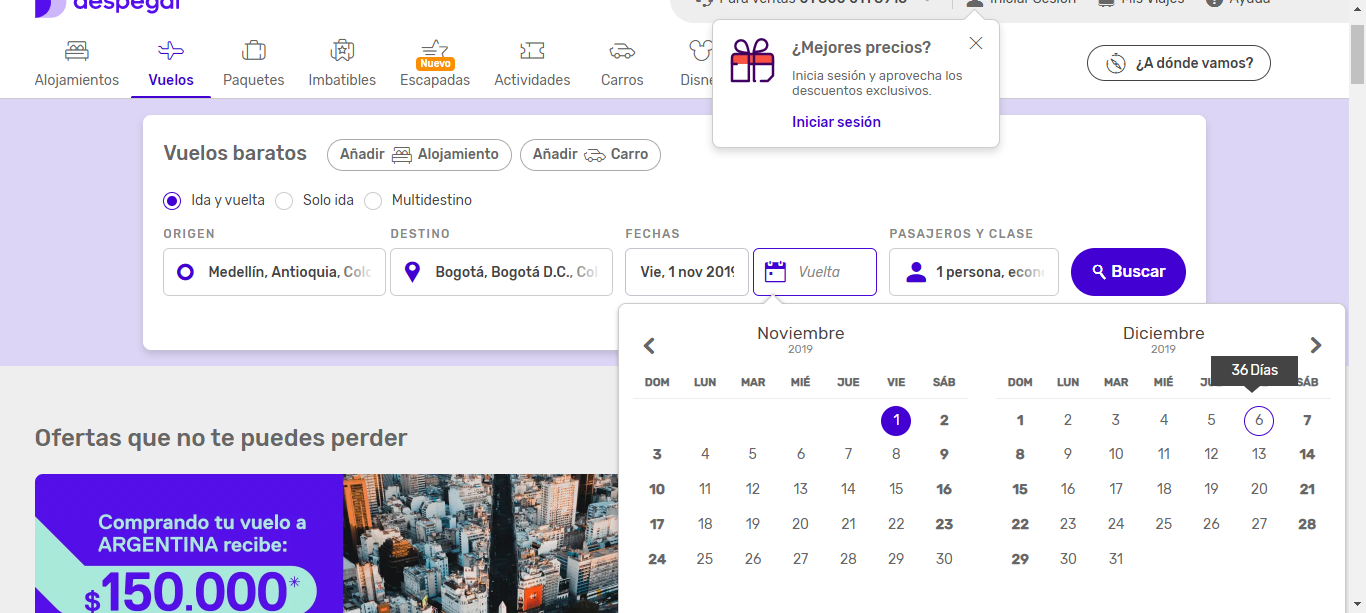 despegar
Para ventas 01 800 011 0915
Iniciar Sesión
Mis Viajes
Ayuda
Alojamientos
Vuelos
Paquetes
Imbatibles
Nuevo
Escapadas
Actividades
Carros
Disne
¿A dónde vamos?
¿Mejores precios?
Inicia sesión y aprovecha los
descuentos exclusivos.
Iniciar sesión
Vuelos baratos
Añadir Alojamiento
Añadir Carro
Ida y vuelta
Solo ida
Multidestino
ORIGEN
DESTINO
FECHAS
PASAJEROS Y CLASE
Medellín, Antioquia, Colo
Bogotá, Bogotá D.C., Col
Vie, 1 nov 2019
Vuelta
1 persona, econ
Buscar
Noviembre
2019
DOM LUN MAR MIÉ JUE VIE SÁB
1 2
3 4 5 6 7 8 9
10 11 12 13 14 15 16
17 18 19 20 21 22 23
24 25 26 27 28 29 30
Diciembre
2019
36 Días
DOM LUN MAR MIÉ JU SÁB
1 2 3 4 5 6 7
8 9 10 11 12 13 14
15 16 17 18 19 20 21
22 23 24 25 26 27 28
29 30 31
Ofertas que no te puedes perder
Comprando tu vuelo a
ARGENTINA recibe:
$150.000*